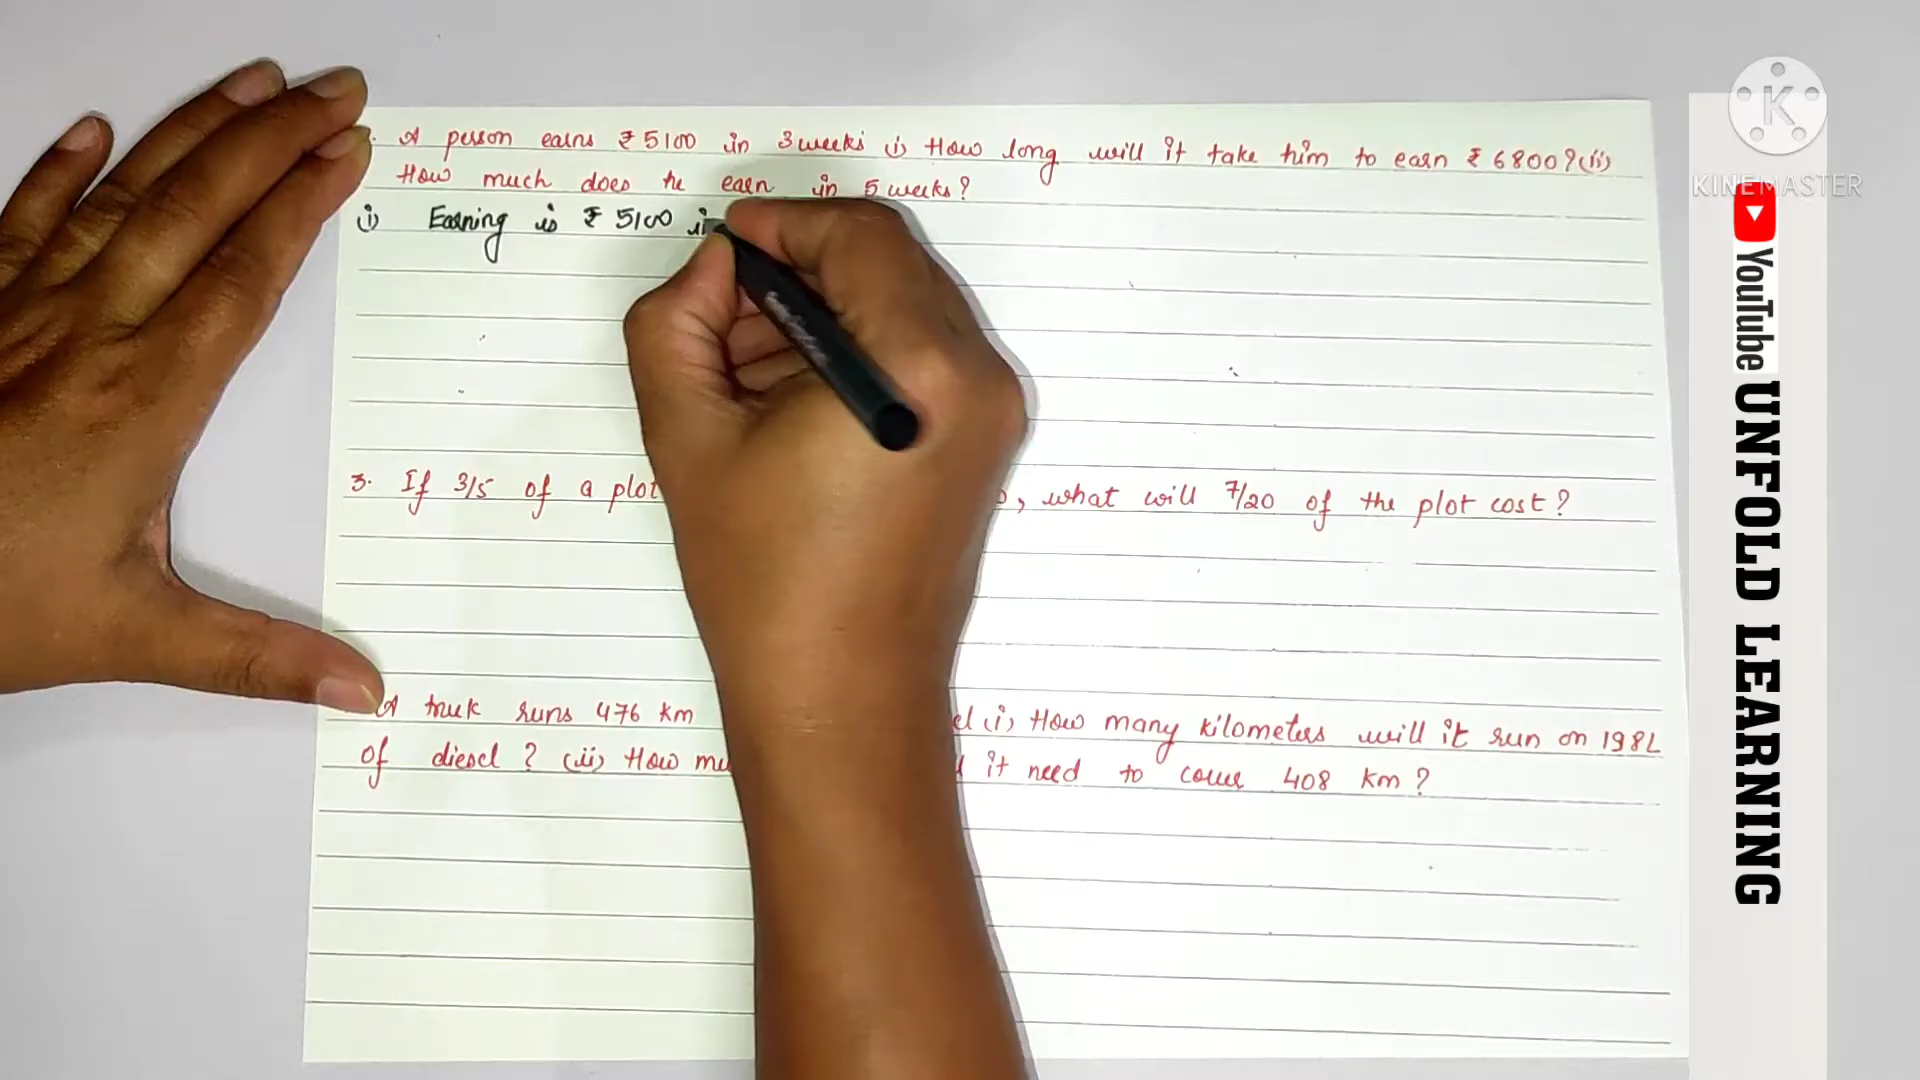 . A person earns ₹ 5100 in 3 weeks (i) How long will it take him to earn ₹ 6800? (ii)
How much does he earn in 5 weeks?
(i) Earning is ₹ 5100 i
3. If 3/5 of a plot , what will 7/20 of the plot cost?
A truck runs 476 km (i) How many kilometers will it run on 198L
of diesel? (ii) How it need to cover 408 km?
K
KINEMASTER
YouTube
UNFOLD LEARNING